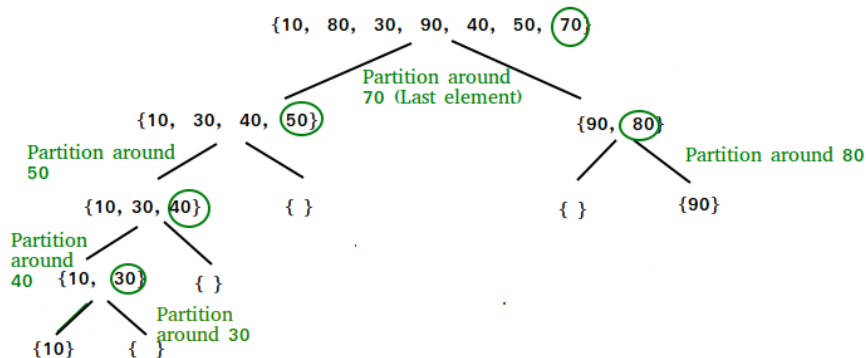 {10, 80, 30, 90, 40, 50, 70}
Partition around
70 (Last element)
{10, 30, 40, 50}
{90, 80}
Partition around
50
Partition around 80
{10, 30, 40}
{ }
{ }
{90}
Partition
around
40
{10, 30}
{ }
Partition
around 30
{10}
{ }